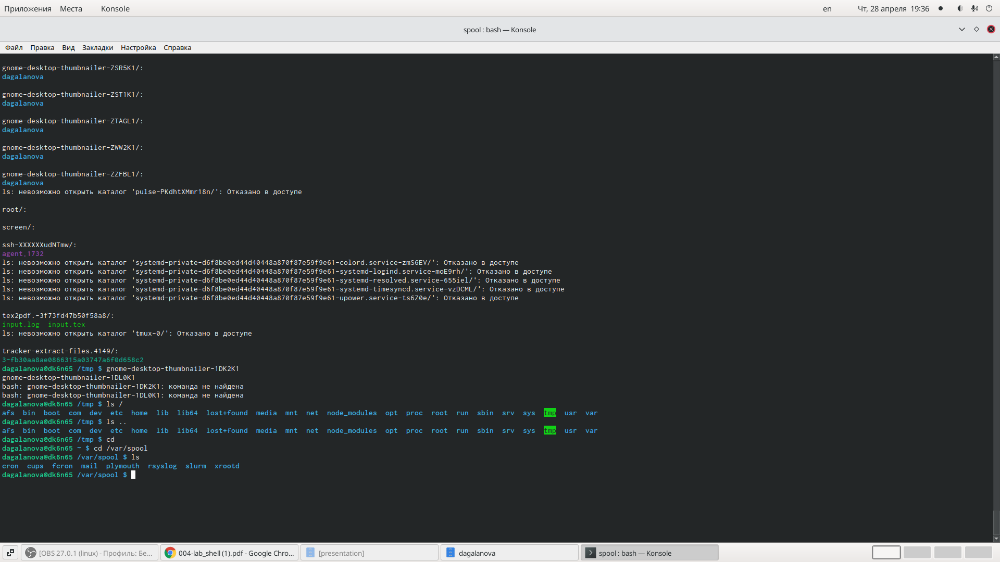 Приложения Места Konsole en Чт, 28 апреля 19:36
spool : bash — Konsole
Файл Правка Вид Закладки Настройка Справка
gnome-desktop-thumbnailer-ZSR5K1/:
dagalanova
gnome-desktop-thumbnailer-ZST1K1/:
dagalanova
gnome-desktop-thumbnailer-ZTAGL1/:
dagalanova
gnome-desktop-thumbnailer-ZWW2K1/:
dagalanova
gnome-desktop-thumbnailer-ZZFBL1/:
dagalanova
ls: невозможно открыть каталог 'pulse-PKdhtXMmr18n/': Отказано в доступе
root/:
screen/:
ssh-XXXXXXudNTmw/:
agent.1732
ls: невозможно открыть каталог 'systemd-private-d6f8be0ed44d40448a870f87e59f9e61-colord.service-zmS6EV/': Отказано в доступе
ls: невозможно открыть каталог 'systemd-private-d6f8be0ed44d40448a870f87e59f9e61-systemd-logind.service-moE9rh/': Отказано в доступе
ls: невозможно открыть каталог 'systemd-private-d6f8be0ed44d40448a870f87e59f9e61-systemd-resolved.service-655iel/': Отказано в доступе
ls: невозможно открыть каталог 'systemd-private-d6f8be0ed44d40448a870f87e59f9e61-systemd-timesyncd.service-vzDCML/': Отказано в доступе
ls: невозможно открыть каталог 'systemd-private-d6f8be0ed44d40448a870f87e59f9e61-upower.service-ts6Z0e/': Отказано в доступе
tex2pdf.-3f73fd47b50f58a8/:
input.log input.tex
ls: невозможно открыть каталог 'tmux-0/': Отказано в доступе
tracker-extract-files.4149/:
3-fb30aa8ae0866315a03747a6f0d658c2
dagalanova@dk6n65 /tmp $ gnome-desktop-thumbnailer-1DK2K1
gnome-desktop-thumbnailer-1DL0K1
bash: gnome-desktop-thumbnailer-1DK2K1: команда не найдена
bash: gnome-desktop-thumbnailer-1DL0K1: команда не найдена
dagalanova@dk6n65 /tmp $ ls /
afs bin boot com dev etc home lib lib64 lost+found media mnt net node_modules opt proc root run sbin srv sys tmp usr var
dagalanova@dk6n65 /tmp $ ls ..
afs bin boot com dev etc home lib lib64 lost+found media mnt net node_modules opt proc root run sbin srv sys tmp usr var
dagalanova@dk6n65 /tmp $ cd
dagalanova@dk6n65 ~ $ cd /var/spool
dagalanova@dk6n65 /var/spool $ ls
cron cups fcron mail plymouth rsyslog slurm xrootd
dagalanova@dk6n65 /var/spool $
[OBS 27.0.1 (linux) - Профиль: Бе... 004-lab_shell (1).pdf - Google Chro... [presentation] dagalanova spool : bash — Konsole